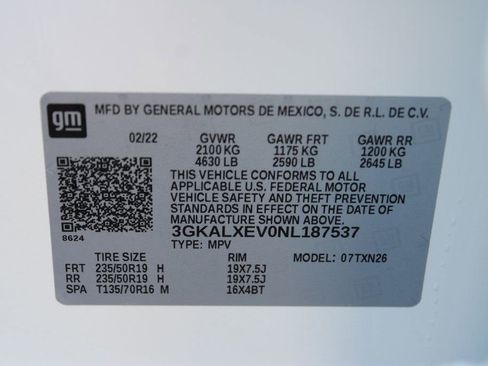 gm
MFD BY GENERAL MOTORS DE MEXICO, S. DE R.L. DE C.V.
02/22 GVWR GAWR FRT GAWR RR
2100 KG 1175 KG 1200 KG
4630 LB 2590 LB 2645 LB
THIS VEHICLE CONFORMS TO ALL
APPLICABLE U.S. FEDERAL MOTOR
VEHICLE SAFETY AND THEFT PREVENTION
STANDARDS IN EFFECT ON THE DATE OF
MANUFACTURE SHOWN ABOVE.
3GKALXEV0NL187537
8624
TYPE: MPV MODEL: 07TXN26
TIRE SIZE RIM
FRT 235/50R19 H 19X7.5J
RR 235/50R19 H 19X7.5J
SPA T135/70R16 M 16X4BT